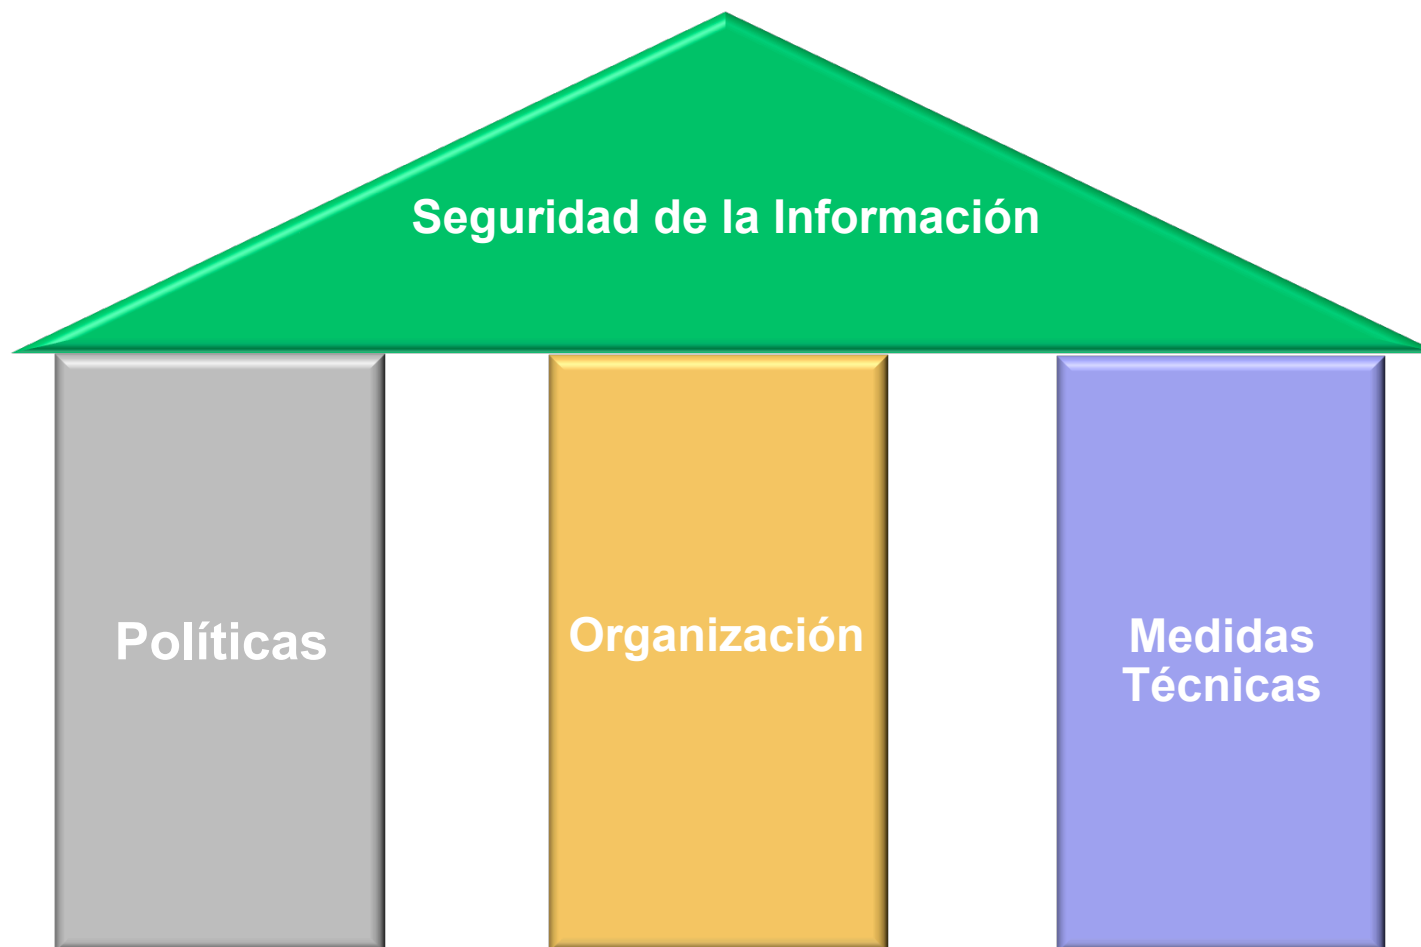 Seguridad de la Información
Políticas
Organización
Medidas
Técnicas